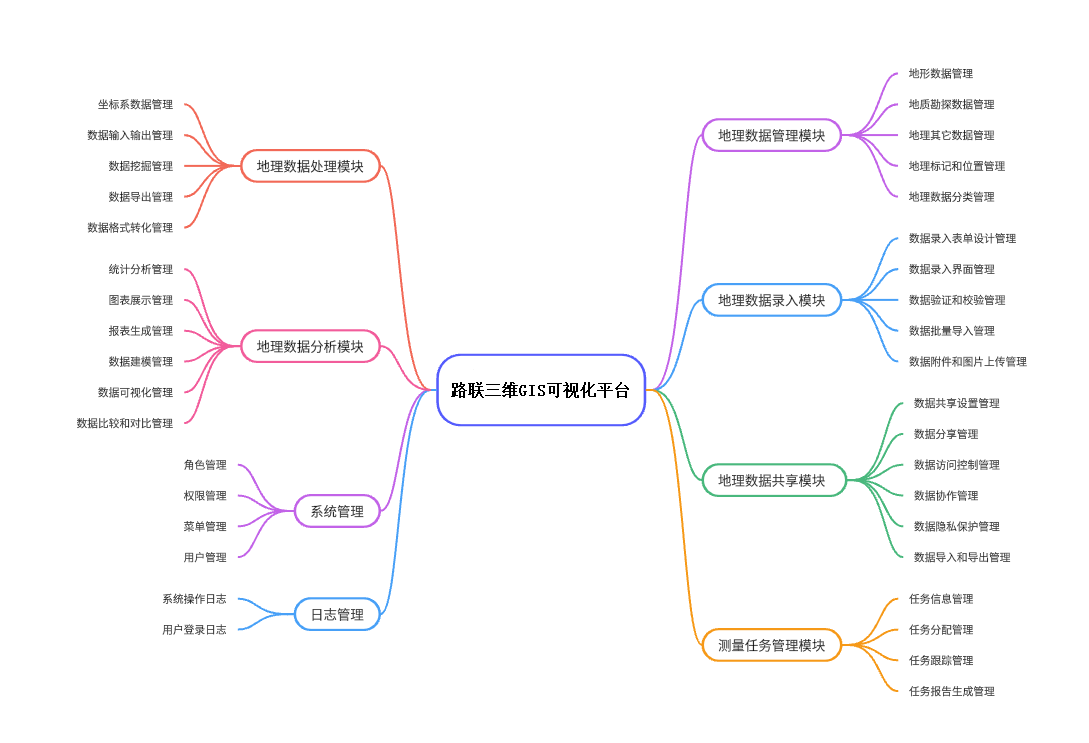 路联三维GIS可视化平台
地理数据处理模块
坐标系数据管理
数据输入输出管理
数据挖掘管理
数据导出管理
数据格式转化管理
地理数据分析模块
统计分析管理
图表展示管理
报表生成管理
数据建模管理
数据可视化管理
数据比较和对比管理
系统管理
角色管理
权限管理
菜单管理
用户管理
日志管理
系统操作日志
用户登录日志
地理数据管理模块
地形数据管理
地质勘探数据管理
地理其它数据管理
地理标记和位置管理
地理数据分类管理
地理数据录入模块
数据录入表单设计管理
数据录入界面管理
数据验证和校验管理
数据批量导入管理
数据附件和图片上传管理
地理数据共享模块
数据共享设置管理
数据分享管理
数据访问控制管理
数据协作管理
数据隐私保护管理
数据导入和导出管理
测量任务管理模块
任务信息管理
任务分配管理
任务跟踪管理
任务报告生成管理